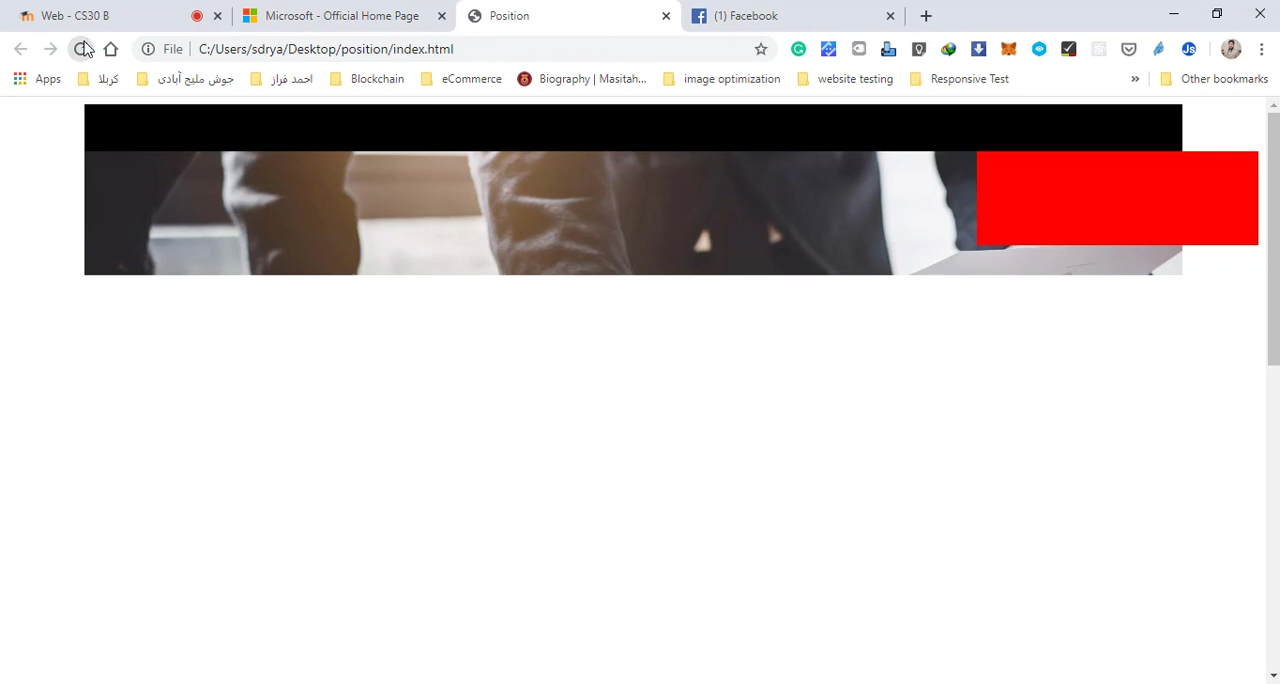 Web - CS30 B
Microsoft - Official Home Page
Position
(1) Facebook
File
C:/Users/sdrya/Desktop/position/index.html
Apps
کربلا
جوش ملیح آبادی
احمد فراز
Blockchain
eCommerce
Biography | Masitah...
image optimization
website testing
Responsive Test
»
Other bookmarks
Js